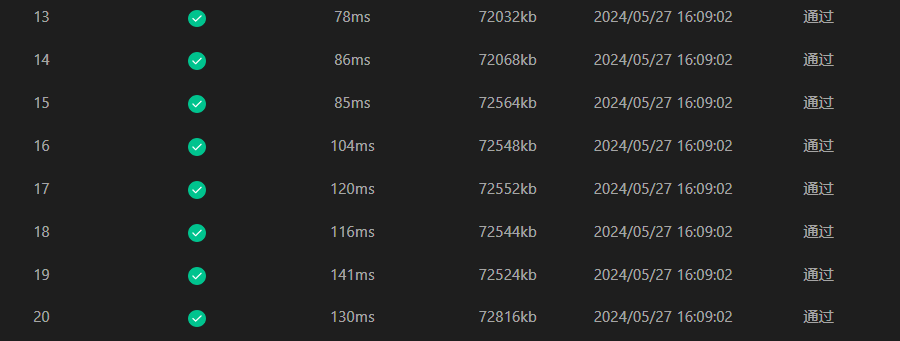 13 78ms 72032kb 2024/05/27 16:09:02 通过
14 86ms 72068kb 2024/05/27 16:09:02 通过
15 85ms 72564kb 2024/05/27 16:09:02 通过
16 104ms 72548kb 2024/05/27 16:09:02 通过
17 120ms 72552kb 2024/05/27 16:09:02 通过
18 116ms 72544kb 2024/05/27 16:09:02 通过
19 141ms 72524kb 2024/05/27 16:09:02 通过
20 130ms 72816kb 2024/05/27 16:09:02 通过